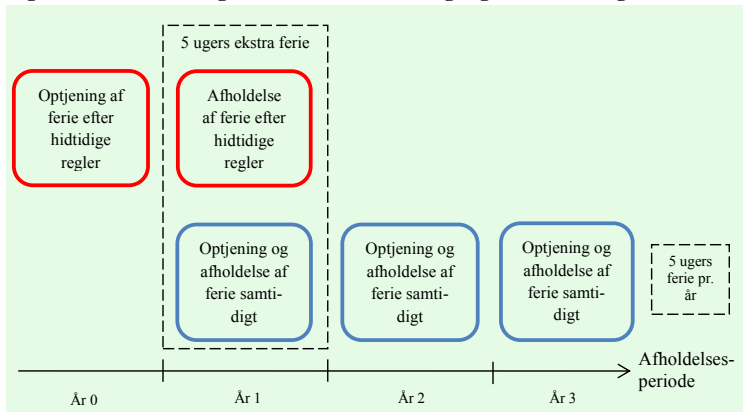 5 ugers ekstra ferie
Optjening af
ferie efter
hidtidige
regler
Afholdelse
af ferie efter
hidtidige
regler
Optjening og
afholdelse af
ferie samti-
digt
Optjening og
afholdelse af
ferie samti-
digt
Optjening og
afholdelse af
ferie samti-
digt
5 ugers
ferie pr.
år
Afholdelses-
periode
År 0
År 1
År 2
År 3